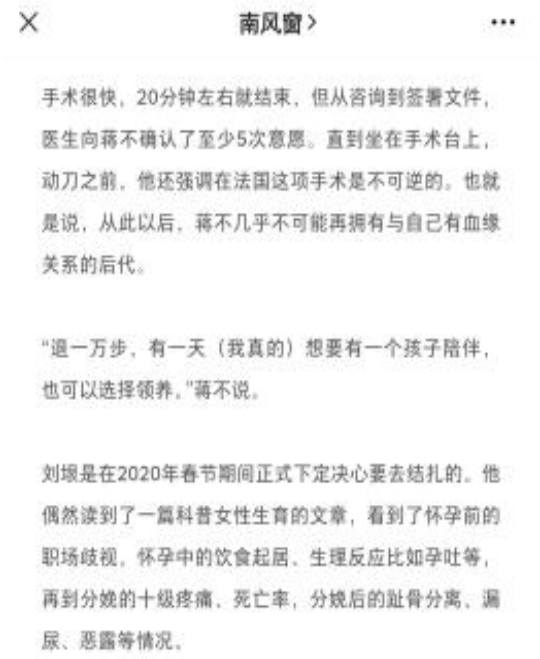 南风窗
手术很快，20分钟左右就结束，但从咨询到签署文件，
医生向蒋不确认了至少5次意愿。直到坐在手术台上，
动刀之前，他还强调在法国这项手术是不可逆的。也就
是说，从此以后，蒋不几乎不可能再拥有与自己有血缘
关系的后代。
“退一万步，有一天（我真的）想要有一个孩子陪伴，
也可以选择领养。”蒋不说。
刘垠是在2020年春节期间正式下定决心要去结扎的。他
偶然读到了一篇科普女性生育的文章，看到了怀孕前的
职场歧视，怀孕中的饮食起居、生理反应比如孕吐等，
再到分娩的十级疼痛、死亡率，分娩后的趾骨分离、漏
尿、恶露等情况。